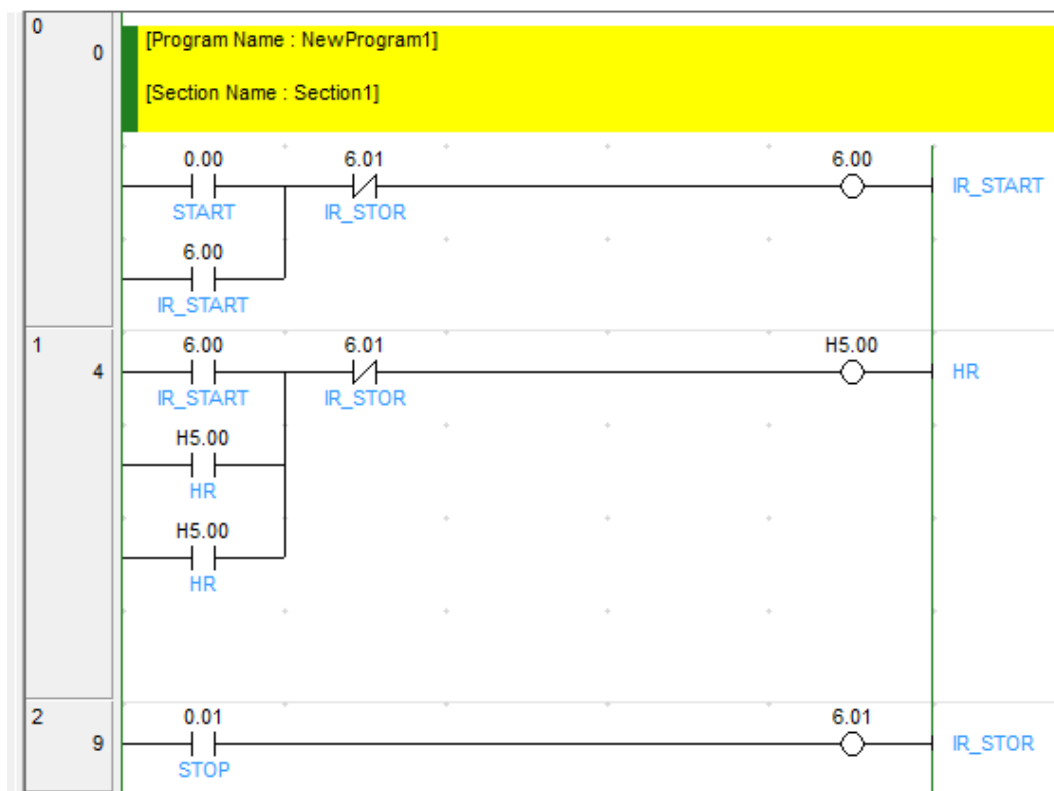 0
0
[Program Name : NewProgram1]
[Section Name : Section1]
0.00 6.01 6.00
IR_START
START IR_STOR
6.00
IR_START
1
4
6.00 6.01 H5.00
HR
IR_START IR_STOR
H5.00
HR
H5.00
HR
2
9
0.01 6.01
IR_STOR
STOP